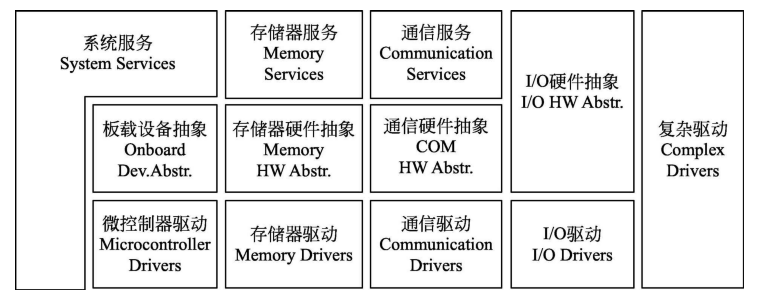 系统服务
System Services
存储器服务
Memory
Services
通信服务
Communication
Services
I/O硬件抽象
I/O HW Abstr.
复杂驱动
Complex
Drivers
板载设备抽象
Onboard
Dev.Abstr.
存储器硬件抽象
Memory
HW Abstr.
通信硬件抽象
COM
HW Abstr.
微控制器驱动
Microcontroller
Drivers
存储器驱动
Memory Drivers
通信驱动
Communication
Drivers
I/O驱动
I/O Drivers